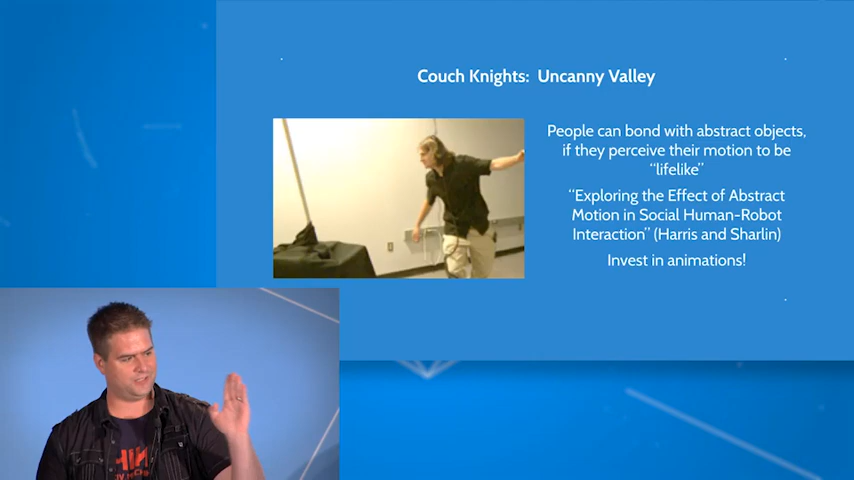 Couch Knights: Uncanny Valley
People can bond with abstract objects,
if they perceive their motion to be
“lifelike”
“Exploring the Effect of Abstract
Motion in Social Human-Robot
Interaction” (Harris and Sharlin)
Invest in animations!